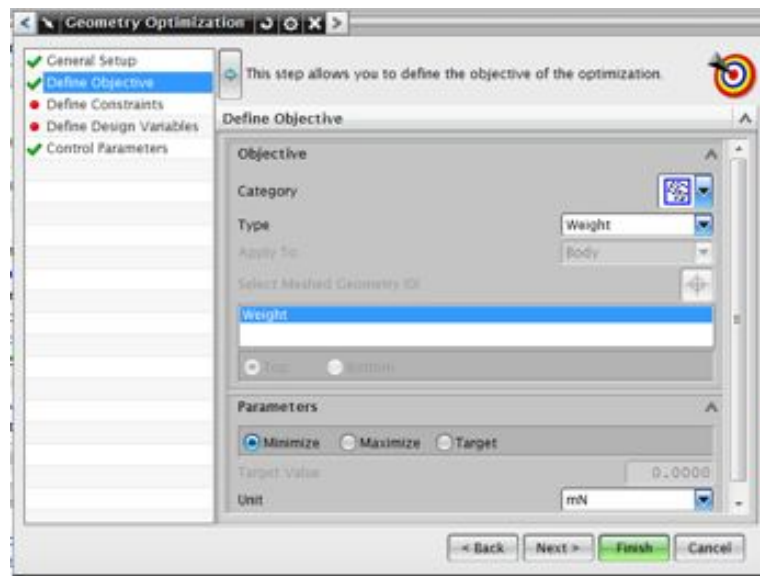 Geometry Optimization
General Setup
Define Objective
Define Constraints
Define Design Variables
Control Parameters
This step allows you to define the objective of the optimization.
Define Objective
Objective
Category
Type
Weight
Apply To
Body
Select Meshed Geometry (0)
Weight
Top
Bottom
Parameters
Minimize
Maximize
Target
Target Value
0.0000
Unit
mN
< Back
Next >
Finish
Cancel